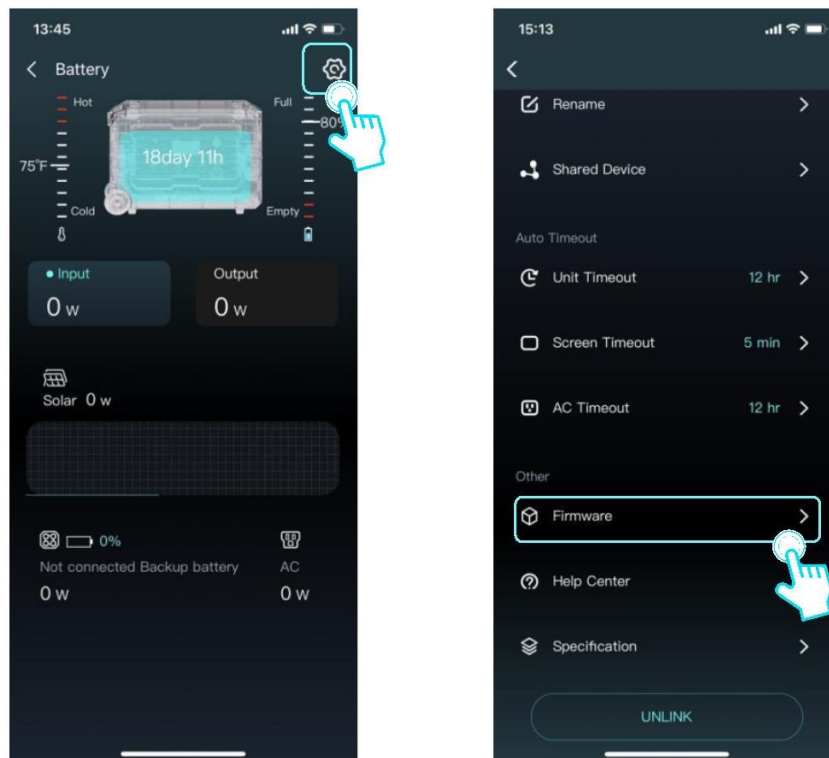 13:45
Battery
Hot
Full
80%
18day 11h
75°F
Cold
Empty
Input
Output
0 w
0 w
Solar 0 w
0%
Not connected Backup battery
AC
0 w
0 w
15:13
Rename
Shared Device
Auto Timeout
Unit Timeout 12 hr
Screen Timeout 5 min
AC Timeout 12 hr
Other
Firmware
Help Center
Specification
UNLINK